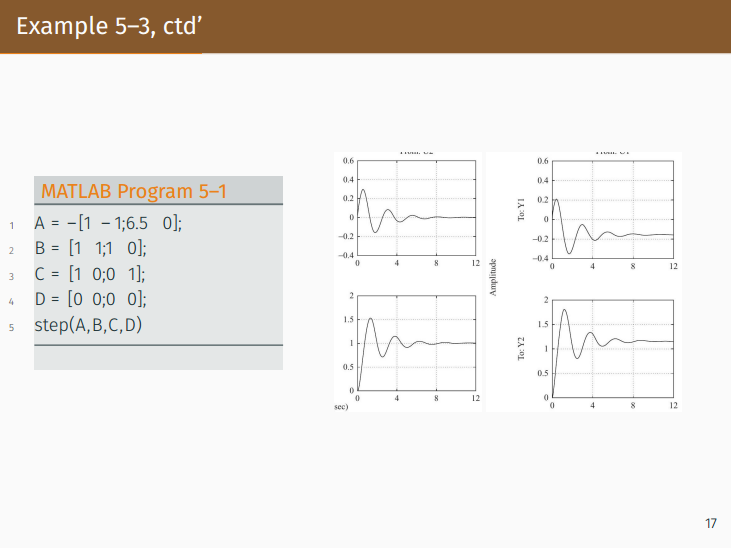 Example 5–3, ctd’
MATLAB Program 5–1
1 A = −[1 − 1;6.5 0];
2 B = [1 1;1 0];
3 C = [1 0;0 1];
4 D = [0 0;0 0];
5 step(A,B,C,D)
0.6
0.4
0.2
0
−0.2
−0.4
0 4 8 12
2
1.5
1
0.5
0
0 4 8 12
sec)
Amplitude
To: Y1
0.6
0.4
0.2
0
−0.2
−0.4
0 4 8 12
To: Y2
2
1.5
1
0.5
0
0 4 8 12
17